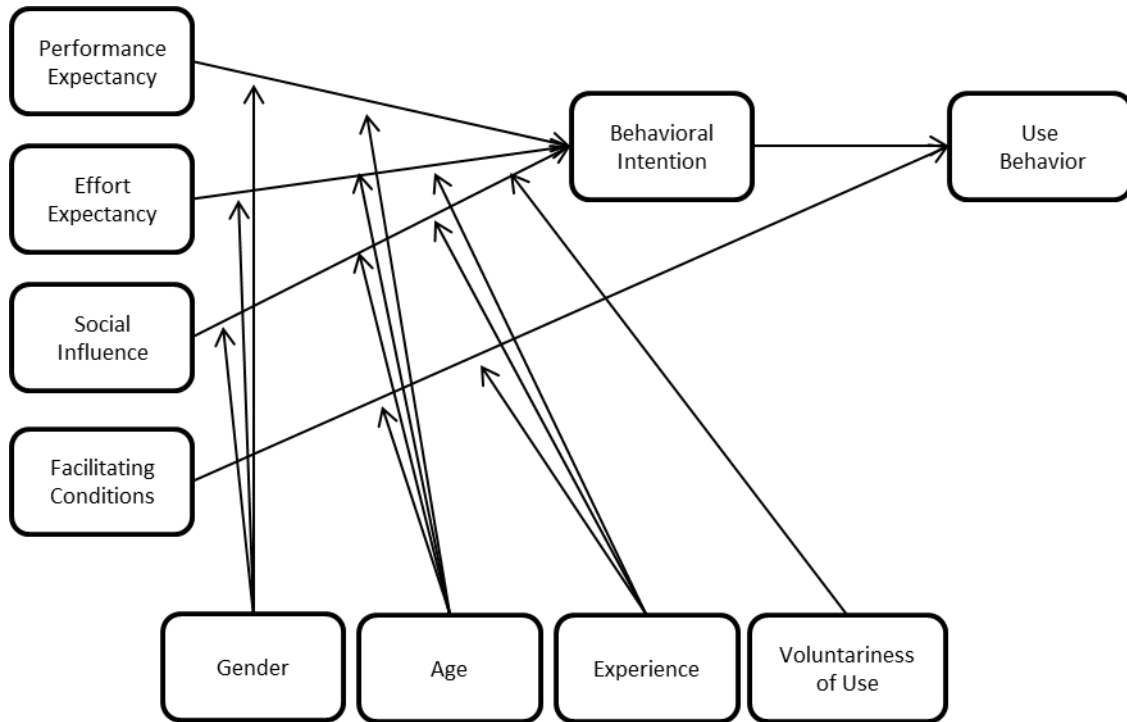 Performance
Expectancy
Effort
Expectancy
Social
Influence
Facilitating
Conditions
Behavioral
Intention
Use
Behavior
Gender
Age
Experience
Voluntariness
of Use